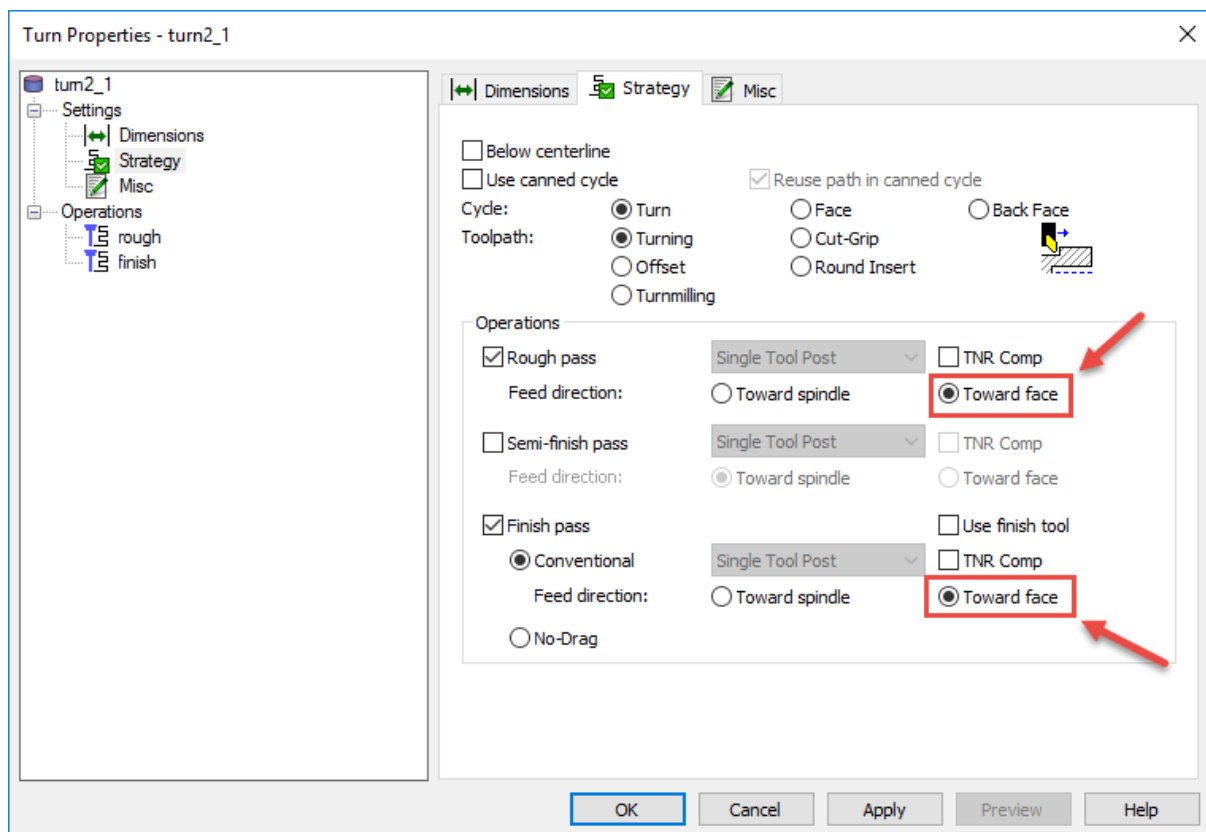 Turn Properties - turn2_1
turn2_1
Settings
Dimensions
Strategy
Misc
Operations
rough
finish
Dimensions Strategy Misc
Below centerline
Use canned cycle Reuse path in canned cycle
Cycle: Turn Face Back Face
Toolpath: Turning Cut-Grip
Offset Round Insert
Turnmilling
Operations
Rough pass Single Tool Post TNR Comp
Feed direction: Toward spindle Toward face
Semi-finish pass Single Tool Post TNR Comp
Feed direction: Toward spindle Toward face
Finish pass Use finish tool
Conventional Single Tool Post TNR Comp
Feed direction: Toward spindle Toward face
No-Drag
OK Cancel Apply Preview Help